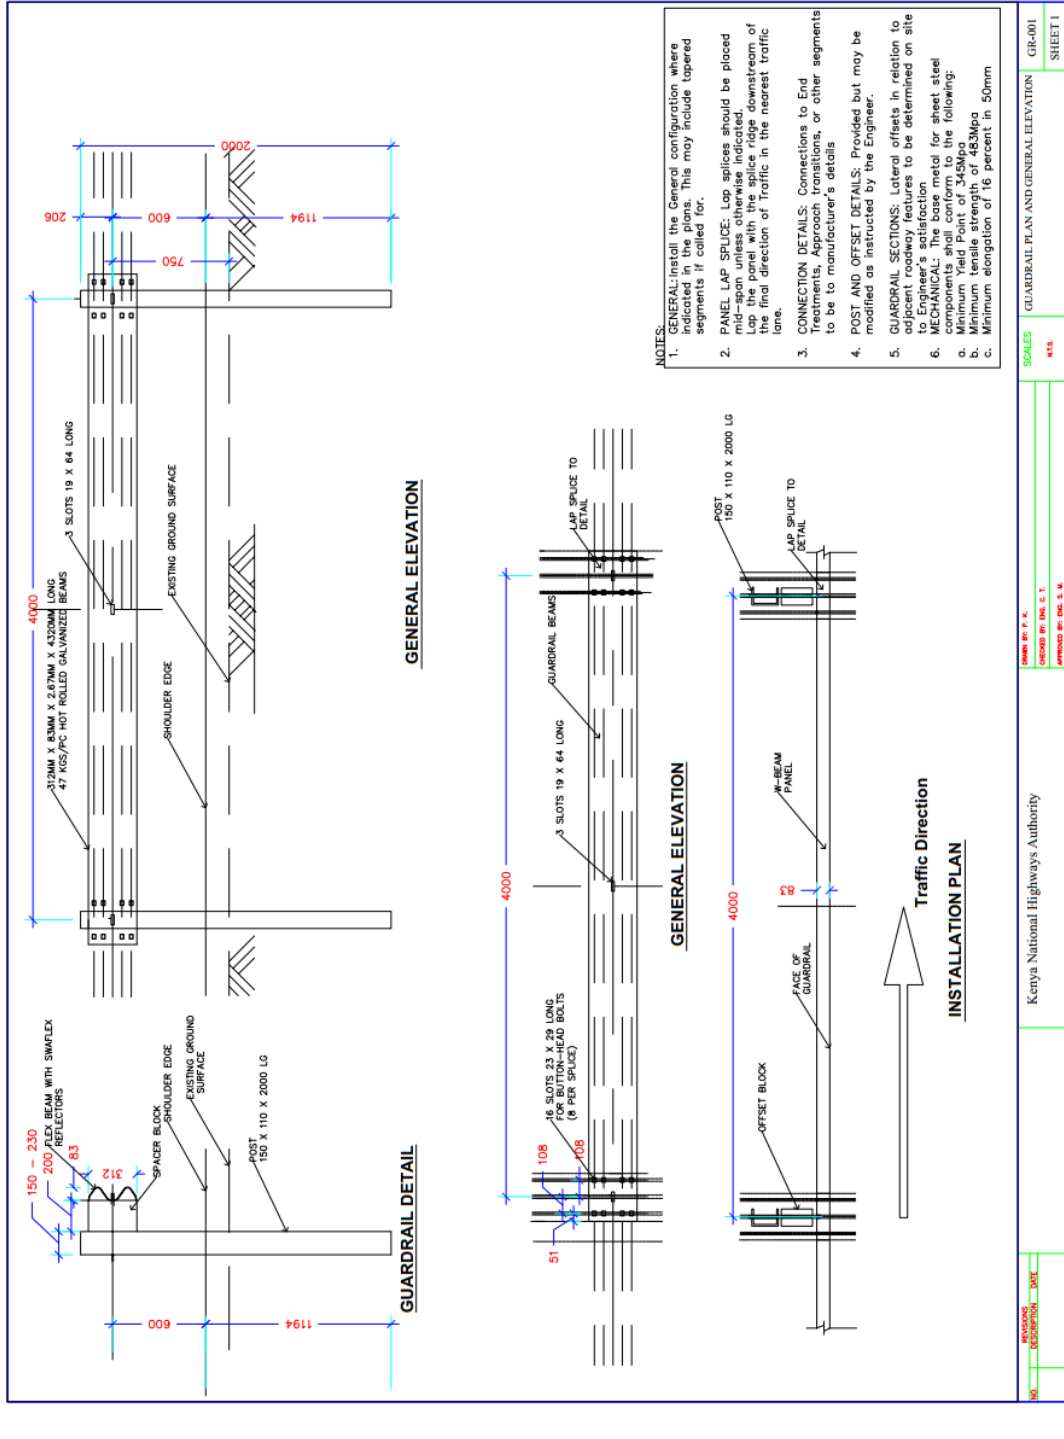 150 - 230
200
83
FLEX BEAM WITH SWAFLEX
REFLECTORS
312
SPACER BLOCK
SHOULDER EDGE
EXISTING GROUND
SURFACE
POST
150 X 110 X 2000 LG
600
1194
GUARDRAIL DETAIL
4000
312MM X 83MM X 2.67MM X 4320MM LONG
47 KGS/PC HOT ROLLED GALVANIZED BEAMS
3 SLOTS 19 X 64 LONG
SHOULDER EDGE
EXISTING GROUND SURFACE
206
600
750
1194
2000
GENERAL ELEVATION
51
108
108
16 SLOTS 23 X 29 LONG
FOR BUTTON-HEAD BOLTS
(8 PER SPLICE)
4000
3 SLOTS 19 X 64 LONG
GUARDRAIL BEAMS
LAP SPLICE TO
DETAIL
GENERAL ELEVATION
4000
OFFSET BLOCK
FACE OF
GUARDRAIL
83
W-BEAM
PANEL
POST
150 X 110 X 2000 LG
LAP SPLICE TO
DETAIL
Traffic Direction
INSTALLATION PLAN
NOTES:
1. GENERAL:Install the General configuration where
indicated in the plans. This may include tapered
segments if called for.
2. PANEL LAP SPLICE: Lap splices should be placed
mid-span unless otherwise indicated.
Lap the panel with the splice ridge downstream of
the final direction of Traffic in the nearest traffic
lane.
3. CONNECTION DETAILS: Connections to End
Treatments, Approach transitions, or other segments
to be to manufacturer's details
4. POST AND OFFSET DETAILS: Provided but may be
modified as instructed by the Engineer.
5. GUARDRAIL SECTIONS: Lateral offsets in relation to
adjacent roadway features to be determined on site
to Engineer's satisfaction
6. MECHANICAL: The base metal for sheet steel
components shall conform to the following:
a. Minimum Yield Point of 345Mpa
b. Minimum tensile strength of 483Mpa
c. Minimum elongation of 16 percent in 50mm
NO.
REVISIONS
DESCRIPTION
DATE
Kenya National Highways Authority
DRAWN BY: P. K.
CHECKED BY: ENG. C. T.
APPROVED BY: ENG. S. M.
SCALES
N.T.S.
GUARDRAIL PLAN AND GENERAL ELEVATION
GR-001
SHEET 1